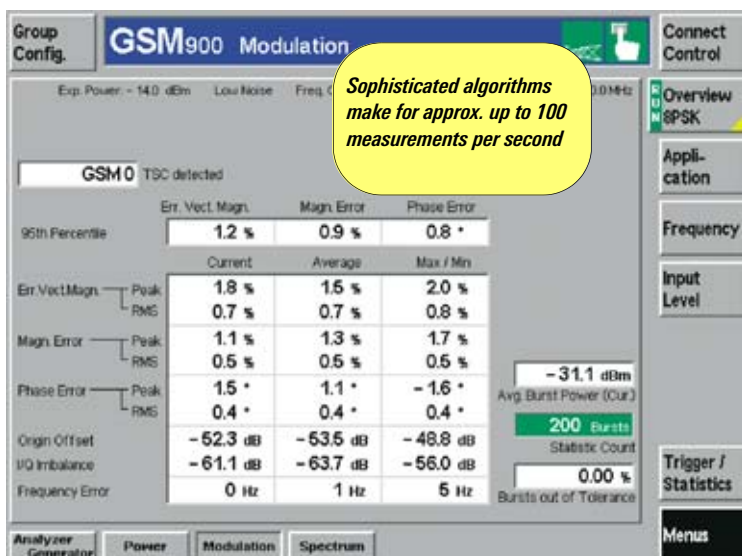 Group Config.
GSM900 Modulation
Connect Control
Exp. Power: - 14.0 dBm Low Noise Freq. 0.0 MHz
Sophisticated algorithms
make for approx. up to 100
measurements per second
RUN
Overview 8PSK
GSM 0 TSC detected
Appli-
cation
Err. Vect. Magn. Magn. Error Phase Error
95th Percentile 1.2 % 0.9 % 0.8 °
Frequency
Current Average Max / Min
Err.Vect.Magn. Peak 1.8 % 1.5 % 2.0 %
RMS 0.7 % 0.7 % 0.8 %
Input Level
Magn. Error Peak 1.1 % 1.3 % 1.7 %
RMS 0.5 % 0.5 % 0.5 %
Phase Error Peak 1.5 ° 1.1 ° - 1.6 °
RMS 0.4 ° 0.4 ° 0.4 °
- 31.1 dBm
Avg. Burst Power (Cur.)
Origin Offset - 52.3 dB - 53.5 dB - 48.8 dB
I/Q Imbalance - 61.1 dB - 63.7 dB - 56.0 dB
Frequency Error 0 Hz 1 Hz 5 Hz
200 Bursts
Statistic Count
0.00 %
Bursts out of Tolerance
Trigger /
Statistics
Analyzer
Generator
Power
Modulation
Spectrum
Menus